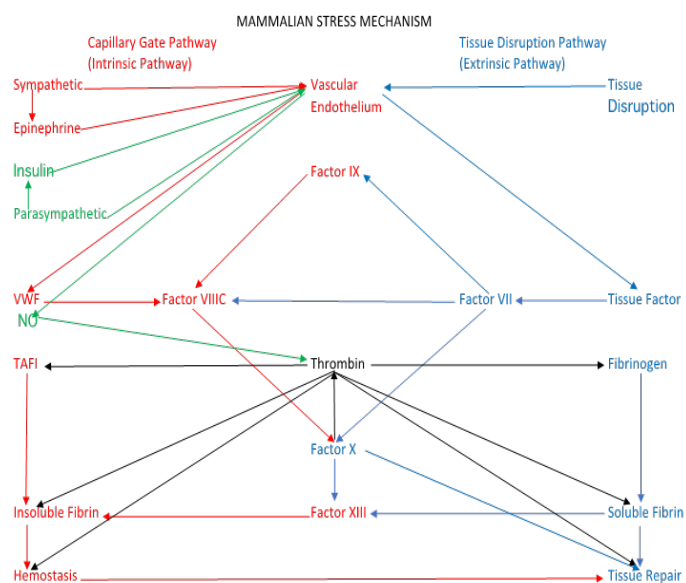 MAMMALIAN STRESS MECHANISM
Capillary Gate Pathway
(Intrinsic Pathway)
Tissue Disruption Pathway
(Extrinsic Pathway)
Sympathetic
Vascular
Endothelium
Tissue
Disruption
Epinephrine
Insulin
Factor IX
Parasympathetic
VWF
Factor VIIIC
Factor VII
Tissue Factor
NO
TAFI
Thrombin
Fibrinogen
Factor X
Insoluble Fibrin
Factor XIII
Soluble Fibrin
Hemostasis
Tissue Repair